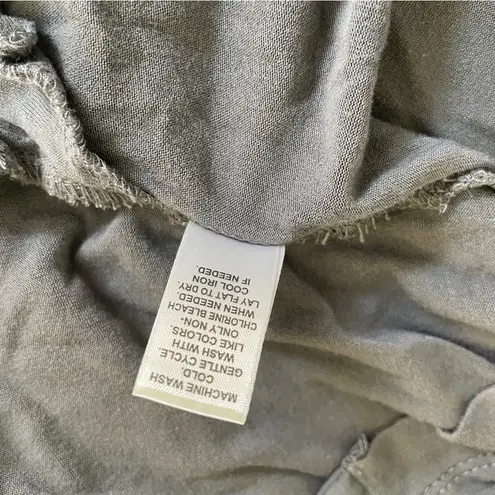 MACHINE WASH
COLD.
GENTLE CYCLE.
WASH WITH
LIKE COLORS.
ONLY NON-
CHLORINE BLEACH
WHEN NEEDED.
LAY FLAT TO DRY.
COOL IRON
IF NEEDED.